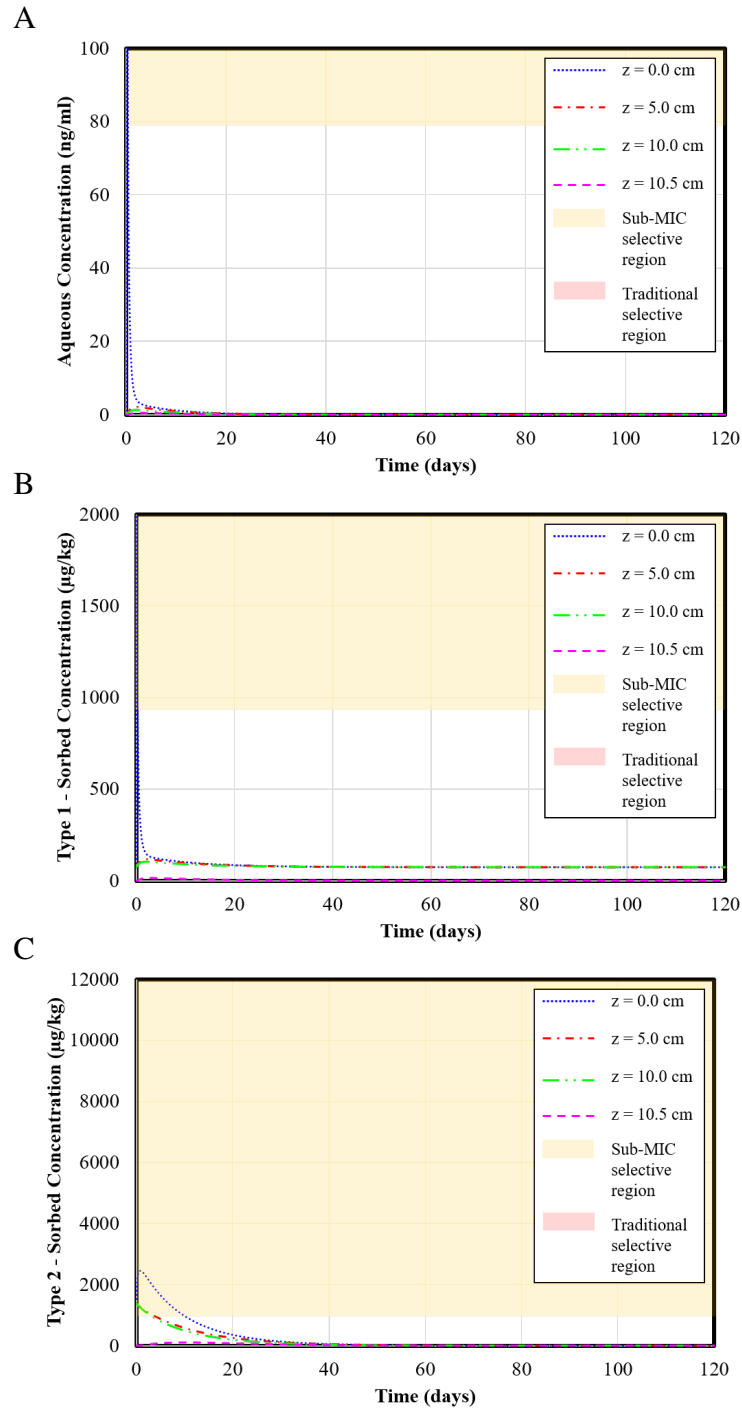 A
Aqueous Concentration (ng/ml)
100
80
60
40
20
0
0 20 40 60 80 100 120
Time (days)
z = 0.0 cm
z = 5.0 cm
z = 10.0 cm
z = 10.5 cm
Sub-MIC
selective
region
Traditional
selective
region
B
Type 1 - Sorbed Concentration (µg/kg)
2000
1500
1000
500
0
0 20 40 60 80 100 120
Time (days)
z = 0.0 cm
z = 5.0 cm
z = 10.0 cm
z = 10.5 cm
Sub-MIC
selective
region
Traditional
selective
region
C
Type 2 - Sorbed Concentration (µg/kg)
12000
10000
8000
6000
4000
2000
0
0 20 40 60 80 100 120
Time (days)
z = 0.0 cm
z = 5.0 cm
z = 10.0 cm
z = 10.5 cm
Sub-MIC
selective
region
Traditional
selective
region